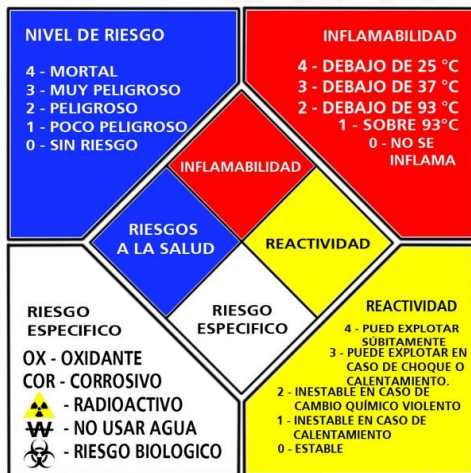 NIVEL DE RIESGO
4 - MORTAL
3 - MUY PELIGROSO
2 - PELIGROSO
1 - POCO PELIGROSO
0 - SIN RIESGO
INFLAMABILIDAD
4 - DEBAJO DE 25 °C
3 - DEBAJO DE 37 °C
2 - DEBAJO DE 93 °C
1 - SOBRE 93°C
0 - NO SE
INFLAMA
INFLAMABILIDAD
RIESGOS
A LA SALUD
REACTIVIDAD
RIESGO
ESPECIFICO
RIESGO
ESPECIFICO
OX - OXIDANTE
COR - CORROSIVO
- RADIOACTIVO
W - NO USAR AGUA
- RIESGO BIOLOGICO
REACTIVIDAD
4 - PUED EXPLOTAR
SÚBITAMENTE
3 - PUEDE EXPLOTAR EN
CASO DE CHOQUE O
CALENTAMIENTO.
2 - INESTABLE EN CASO DE
CAMBIO QUÍMICO VIOLENTO
1 - INESTABLE EN CASO DE
CALENTAMIENTO
0 - ESTABLE